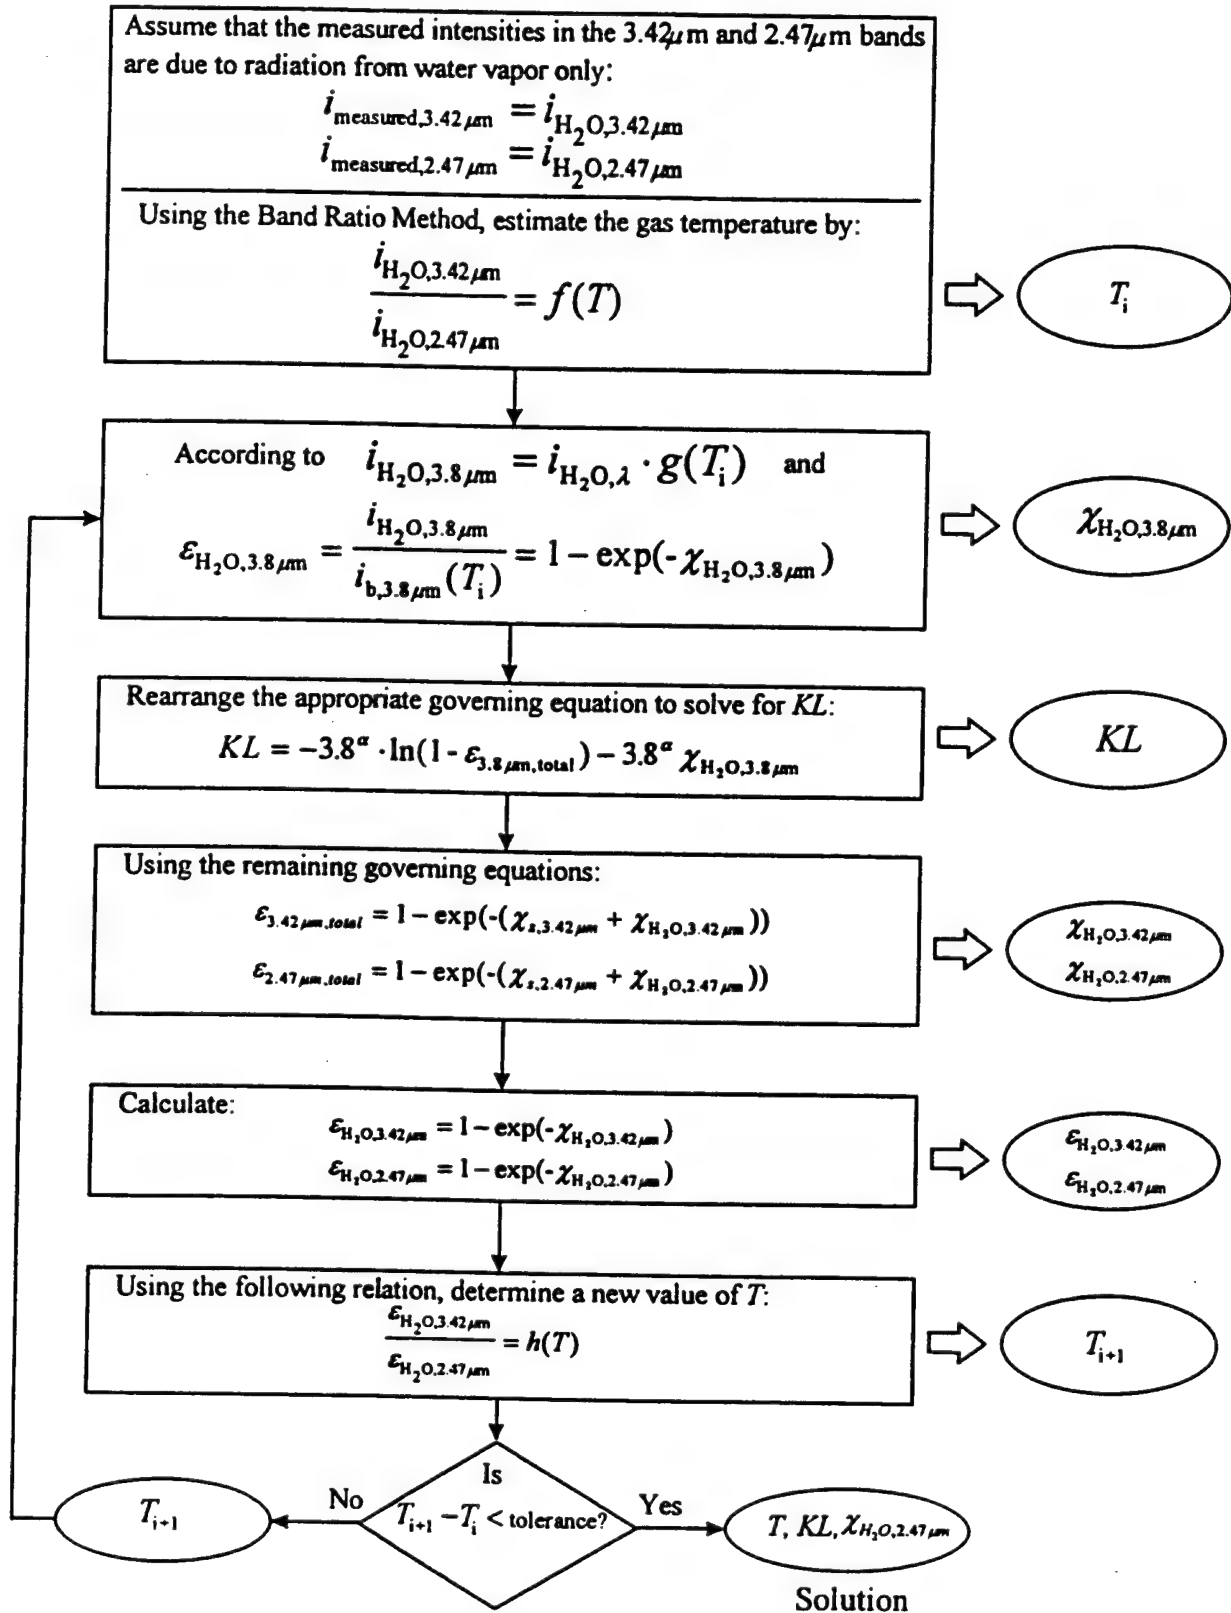 Assume that the measured intensities in the 3.42μm and 2.47μm bands
are due to radiation from water vapor only:
i_measured,3.42μm = i_H₂O,3.42μm
i_measured,2.47μm = i_H₂O,2.47μm
Using the Band Ratio Method, estimate the gas temperature by:
i_H₂O,3.42μm / i_H₂O,2.47μm = f(T)
T_i
According to i_H₂O,3.8μm = i_H₂O,λ · g(T_i) and
ε_H₂O,3.8μm = i_H₂O,3.8μm / i_b,3.8μm(T_i) = 1 − exp(-χ_H₂O,3.8μm)
χ_H₂O,3.8μm
Rearrange the appropriate governing equation to solve for KL:
KL = −3.8^α · ln(1 - ε_3.8μm,total) − 3.8^α χ_H₂O,3.8μm
KL
Using the remaining governing equations:
ε_3.42μm,total = 1 − exp(-(χ_s,3.42μm + χ_H₂O,3.42μm))
ε_2.47μm,total = 1 − exp(-(χ_s,2.47μm + χ_H₂O,2.47μm))
χ_H₂O,3.42μm
χ_H₂O,2.47μm
Calculate:
ε_H₂O,3.42μm = 1 − exp(-χ_H₂O,3.42μm)
ε_H₂O,2.47μm = 1 − exp(-χ_H₂O,2.47μm)
ε_H₂O,3.42μm
ε_H₂O,2.47μm
Using the following relation, determine a new value of T:
ε_H₂O,3.42μm / ε_H₂O,2.47μm = h(T)
T_i+1
Is
T_i+1 − T_i < tolerance?
No
T_i+1
Yes
T, KL, χ_H₂O,2.47μm
Solution